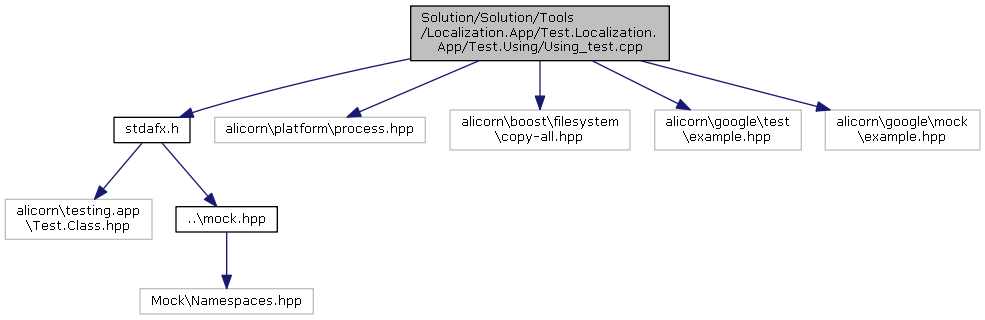 Solution/Solution/Tools
/Localization.App/Test.Localization.
App/Test.Using/Using_test.cpp
stdafx.h
alicorn\platform\process.hpp
alicorn\boost\filesystem
\copy-all.hpp
alicorn\google\test
\example.hpp
alicorn\google\mock
\example.hpp
alicorn\testing.app
\Test.Class.hpp
..\mock.hpp
Mock\Namespaces.hpp